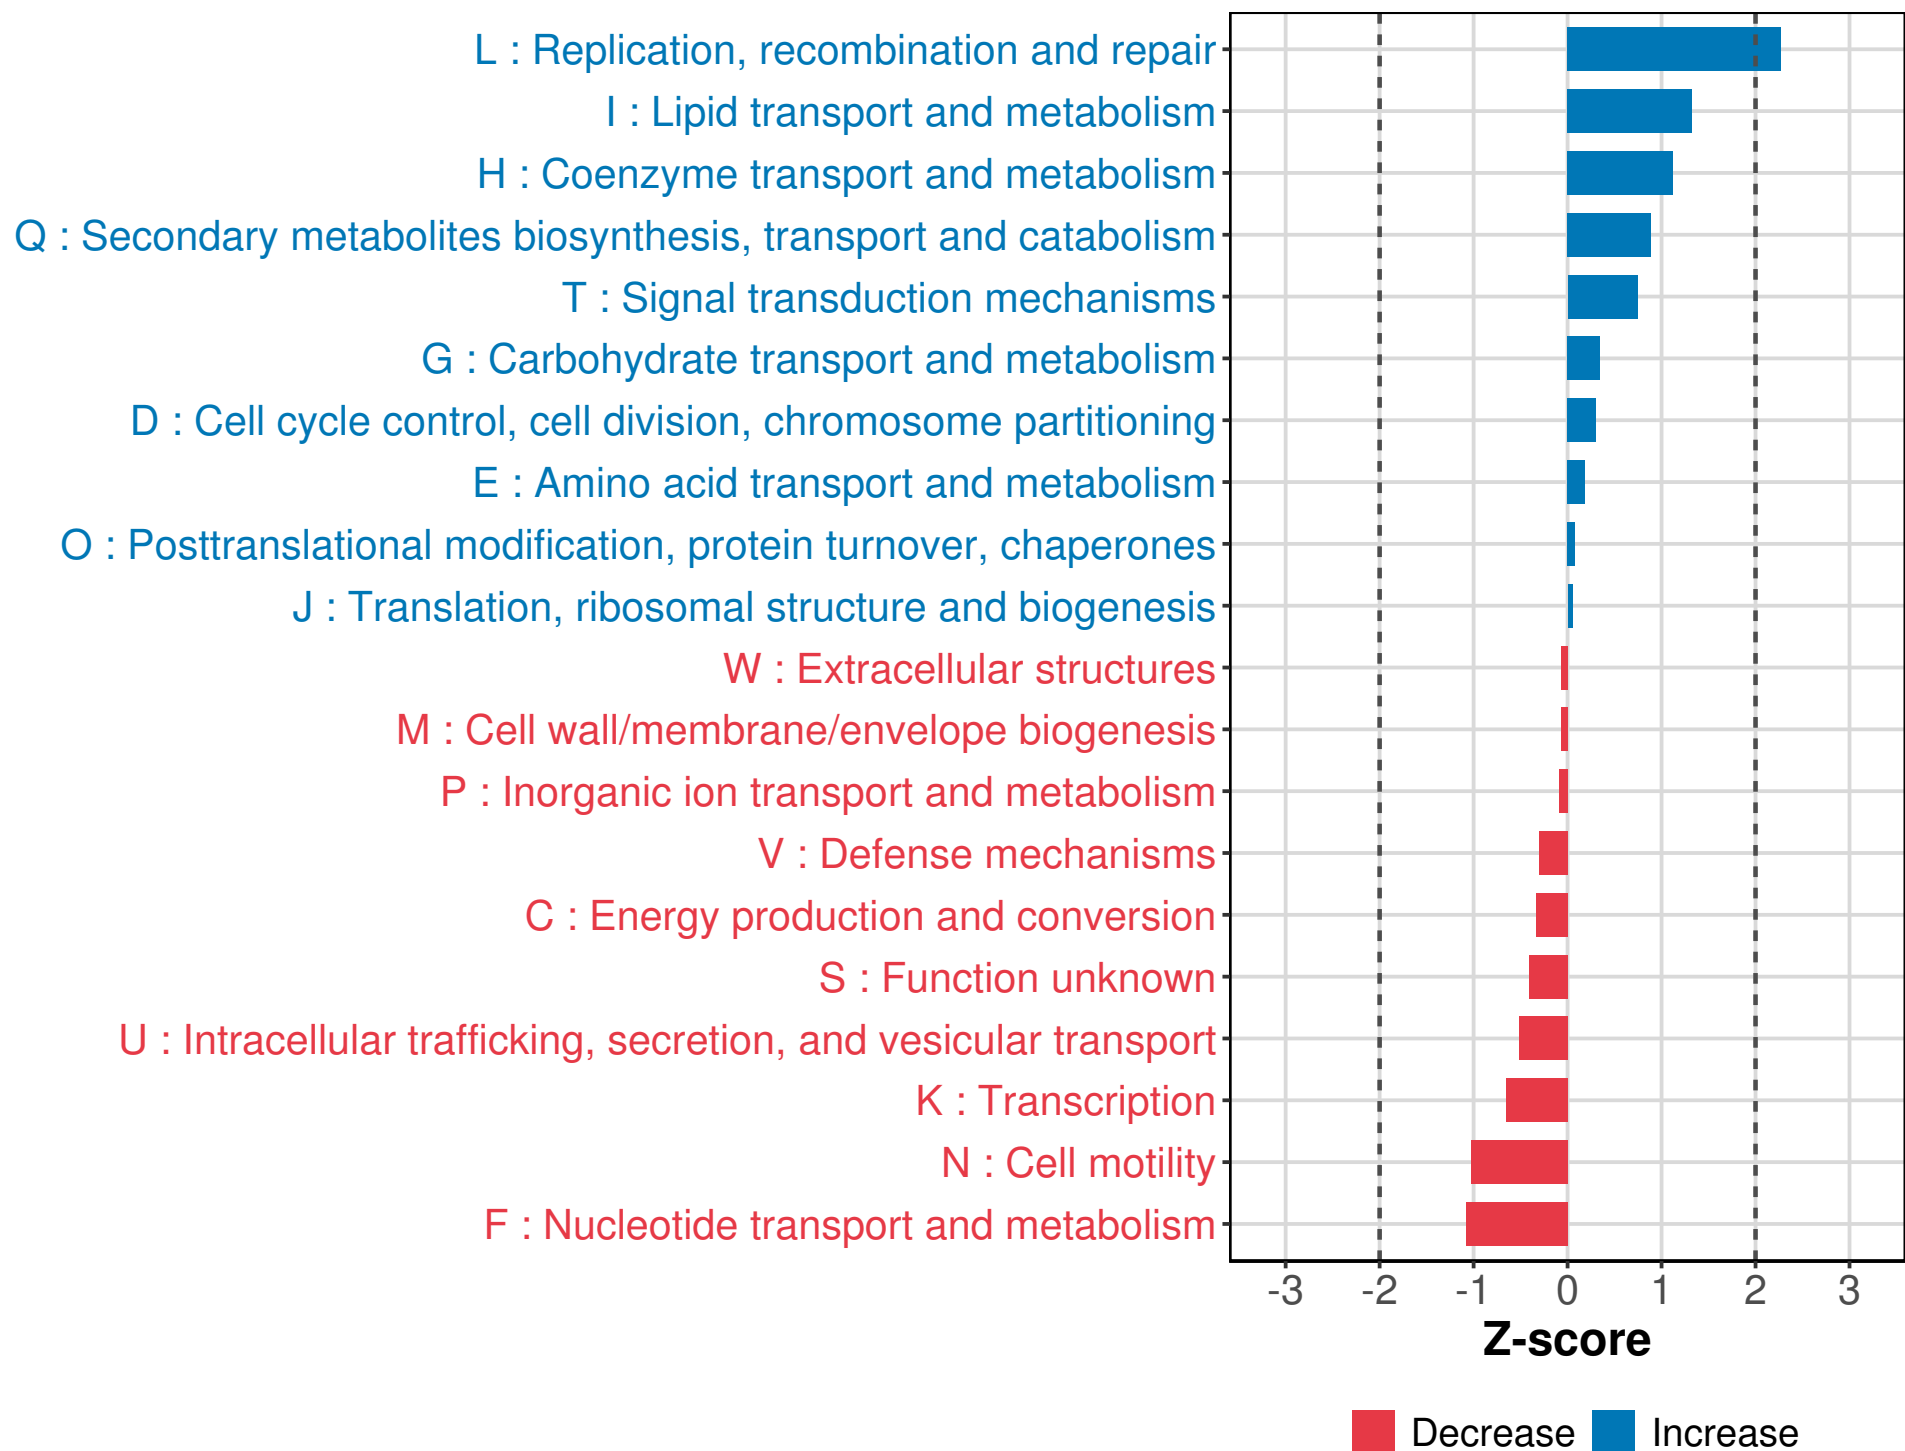 L : Replication, recombination and repair
I : Lipid transport and metabolism
H : Coenzyme transport and metabolism
Q : Secondary metabolites biosynthesis, transport and catabolism
T : Signal transduction mechanisms
G : Carbohydrate transport and metabolism
D : Cell cycle control, cell division, chromosome partitioning
E : Amino acid transport and metabolism
O : Posttranslational modification, protein turnover, chaperones
J : Translation, ribosomal structure and biogenesis
W : Extracellular structures
M : Cell wall/membrane/envelope biogenesis
P : Inorganic ion transport and metabolism
V : Defense mechanisms
C : Energy production and conversion
S : Function unknown
U : Intracellular trafficking, secretion, and vesicular transport
K : Transcription
N : Cell motility
F : Nucleotide transport and metabolism
-3 -2 -1 0 1 2 3
Z-score
Decrease Increase